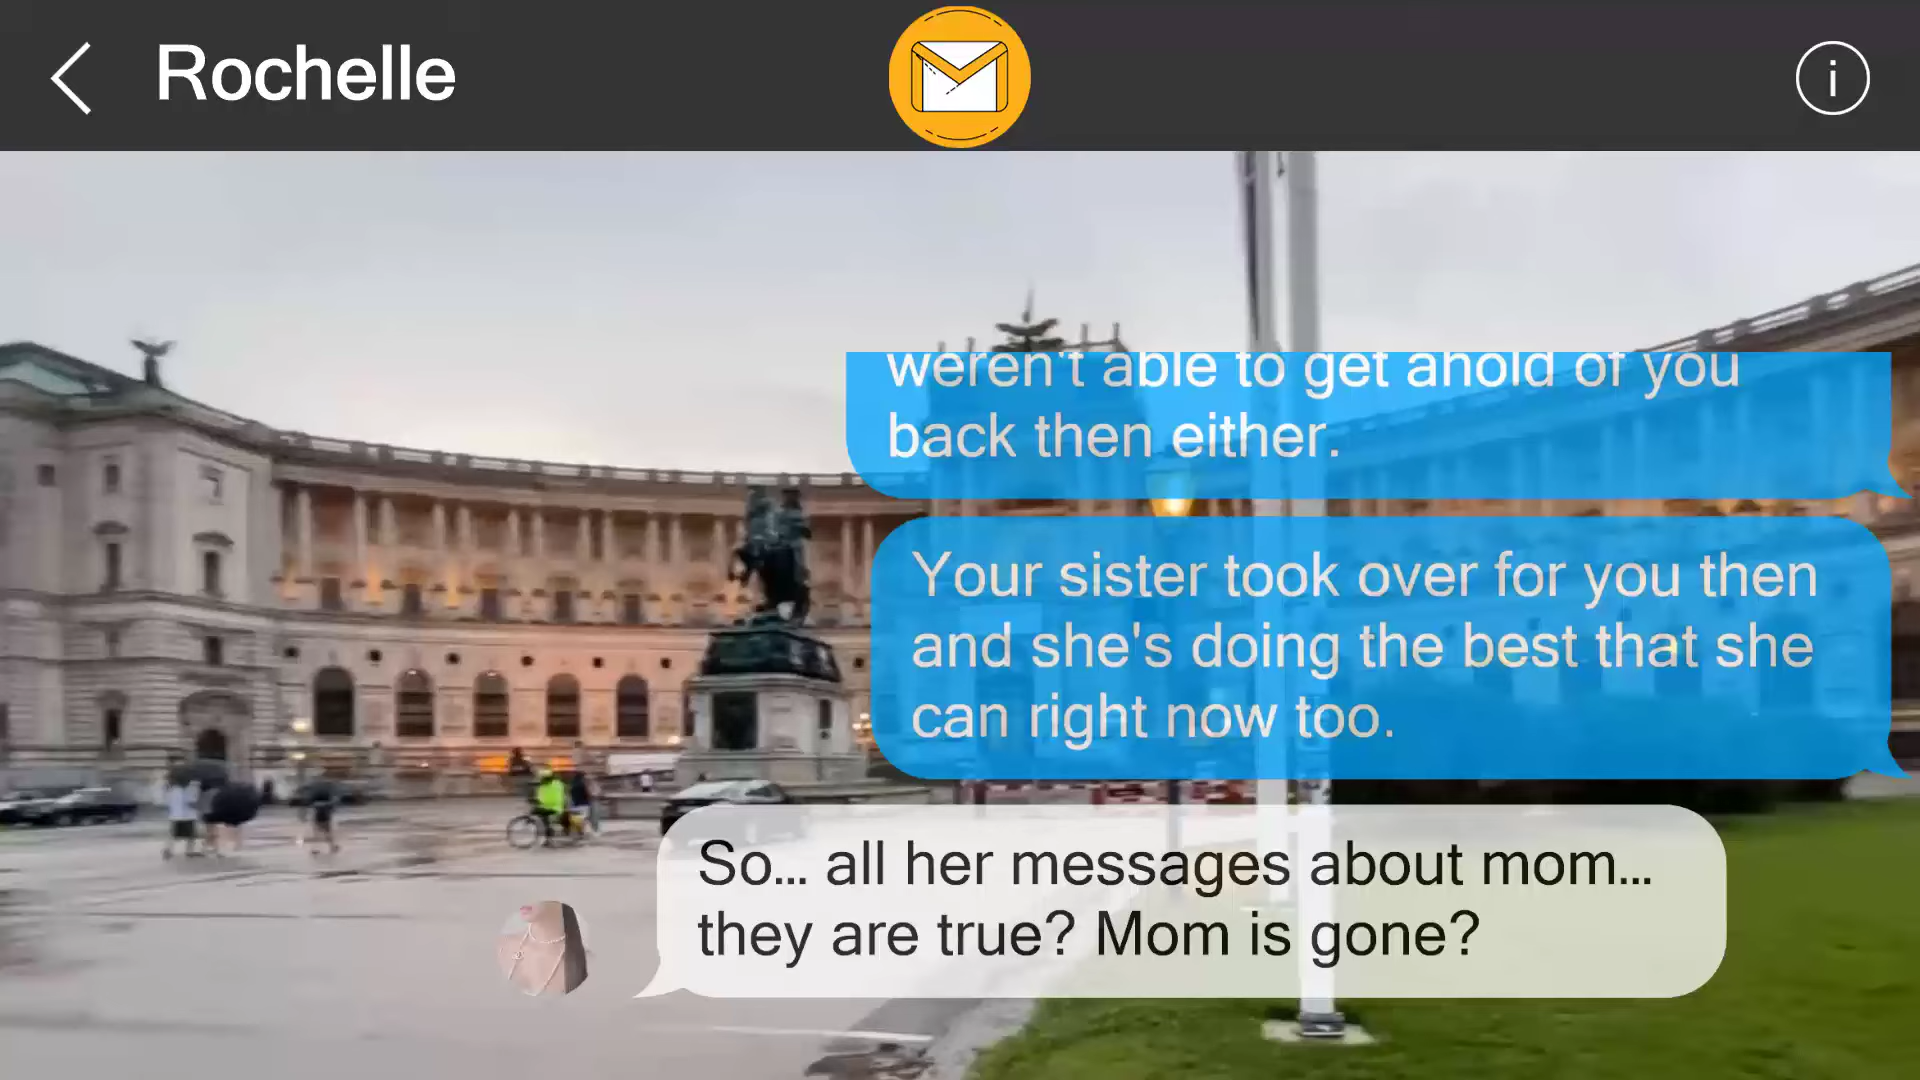 Rochelle
i
weren't able to get ahold of you
back then either.
Your sister took over for you then
and she's doing the best that she
can right now too.
So... all her messages about mom...
they are true? Mom is gone?